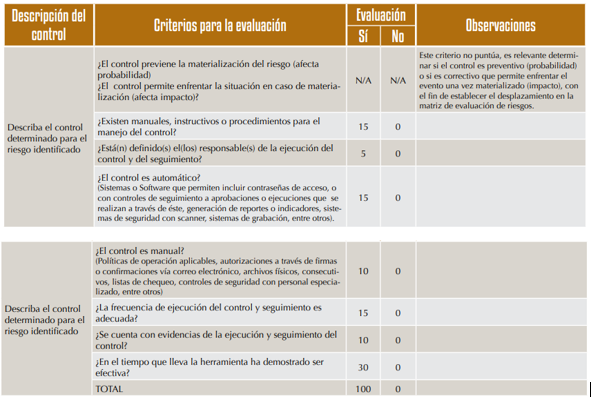 Descripción del control
Criterios para la evaluación
Evaluación
Sí
No
Observaciones
Describa el control
determinado para el
riesgo identificado
¿El control previene la materialización del riesgo (afecta
probabilidad)
¿El control permite enfrentar la situación en caso de materia-
lización (afecta impacto)?
N/A
N/A
Este criterio no puntúa, es relevante determi-
nar si el control es preventivo (probabilidad)
o si es correctivo que permite enfrentar el
evento una vez materializado (impacto), con
el fin de establecer el desplazamiento en la
matriz de evaluación de riesgos.
¿Existen manuales, instructivos o procedimientos para el
manejo del control?
15
0
¿Está(n) definido(s) el(los) responsable(s) de la ejecución del
control y del seguimiento?
5
0
¿El control es automático?
(Sistemas o Software que permiten incluir contraseñas de acceso, o
con controles de seguimiento a aprobaciones o ejecuciones que se
realizan a través de éste, generación de reportes o indicadores, siste-
mas de seguridad con scanner, sistemas de grabación, entre otros).
15
0
Describa el control
determinado para el
riesgo identificado
¿El control es manual?
(Políticas de operación aplicables, autorizaciones a través de firmas
o confirmaciones vía correo electrónico, archivos físicos, consecuti-
vos, listas de chequeo, controles de seguridad con personal especia-
lizado, entre otros)
10
0
¿La frecuencia de ejecución del control y seguimiento es
adecuada?
15
0
¿Se cuenta con evidencias de la ejecución y seguimiento del
control?
10
0
¿En el tiempo que lleva la herramienta ha demostrado ser
efectiva?
30
0
TOTAL
100
0